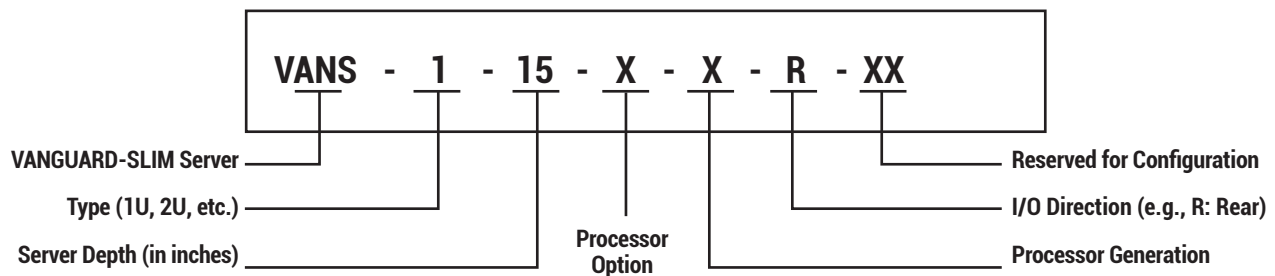 VANS - 1 - 15 - X - X - R - XX
VANGUARD-SLIM Server
Type (1U, 2U, etc.)
Server Depth (in inches)
Processor
Option
Reserved for Configuration
I/O Direction (e.g., R: Rear)
Processor Generation